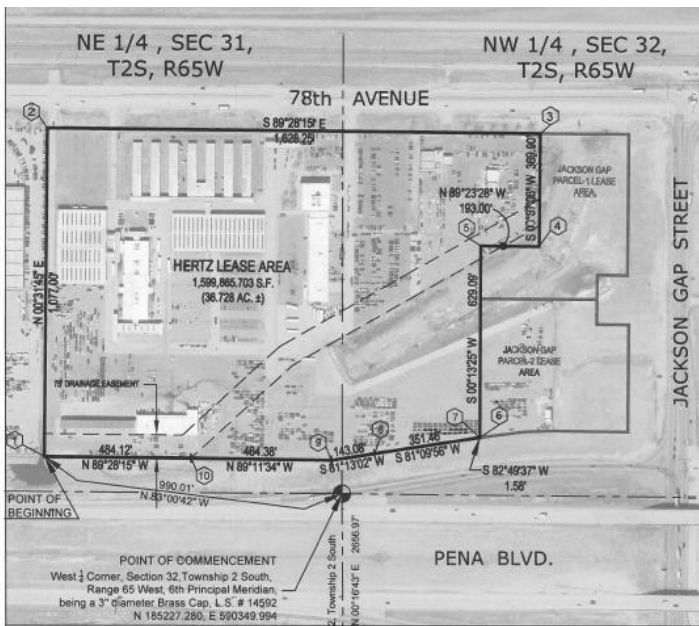 NE 1/4 , SEC 31,
T2S, R65W
NW 1/4 , SEC 32,
T2S, R65W
78th AVENUE
S 89°28'15" E
1,628.25'
2
3
369.90'
S 00°37'06" W
JACKSON GAP
PARCEL-1 LEASE
AREA
N 89°23'28" W
193.00'
5
4
N 00°31'45" E
1,077.00'
HERTZ LEASE AREA
1,599,865.703 S.F.
(36.728 AC. ±)
629.09'
S 00°13'25" W
JACKSON GAP
PARCEL-2 LEASE
AREA
JACKSON GAP STREET
75' DRAINAGE EASEMENT
1
484.12'
N 89°28'15" W
10
464.38'
N 89°11'34" W
9
143.06'
S 81°13'02" W
8
351.46'
S 81°09'56" W
7
6
S 82°49'37" W
1.58'
990.01'
N 83°00'42" W
POINT OF
BEGINNING
POINT OF COMMENCEMENT
West ¼ Corner, Section 32,Township 2 South,
Range 65 West, 6th Principal Meridian,
being a 3" diameter Brass Cap, L.S. # 14592
N 185227.280, E 590349.994
2, Township 2 South
N 00°16'43" E 2656.97'
PENA BLVD.